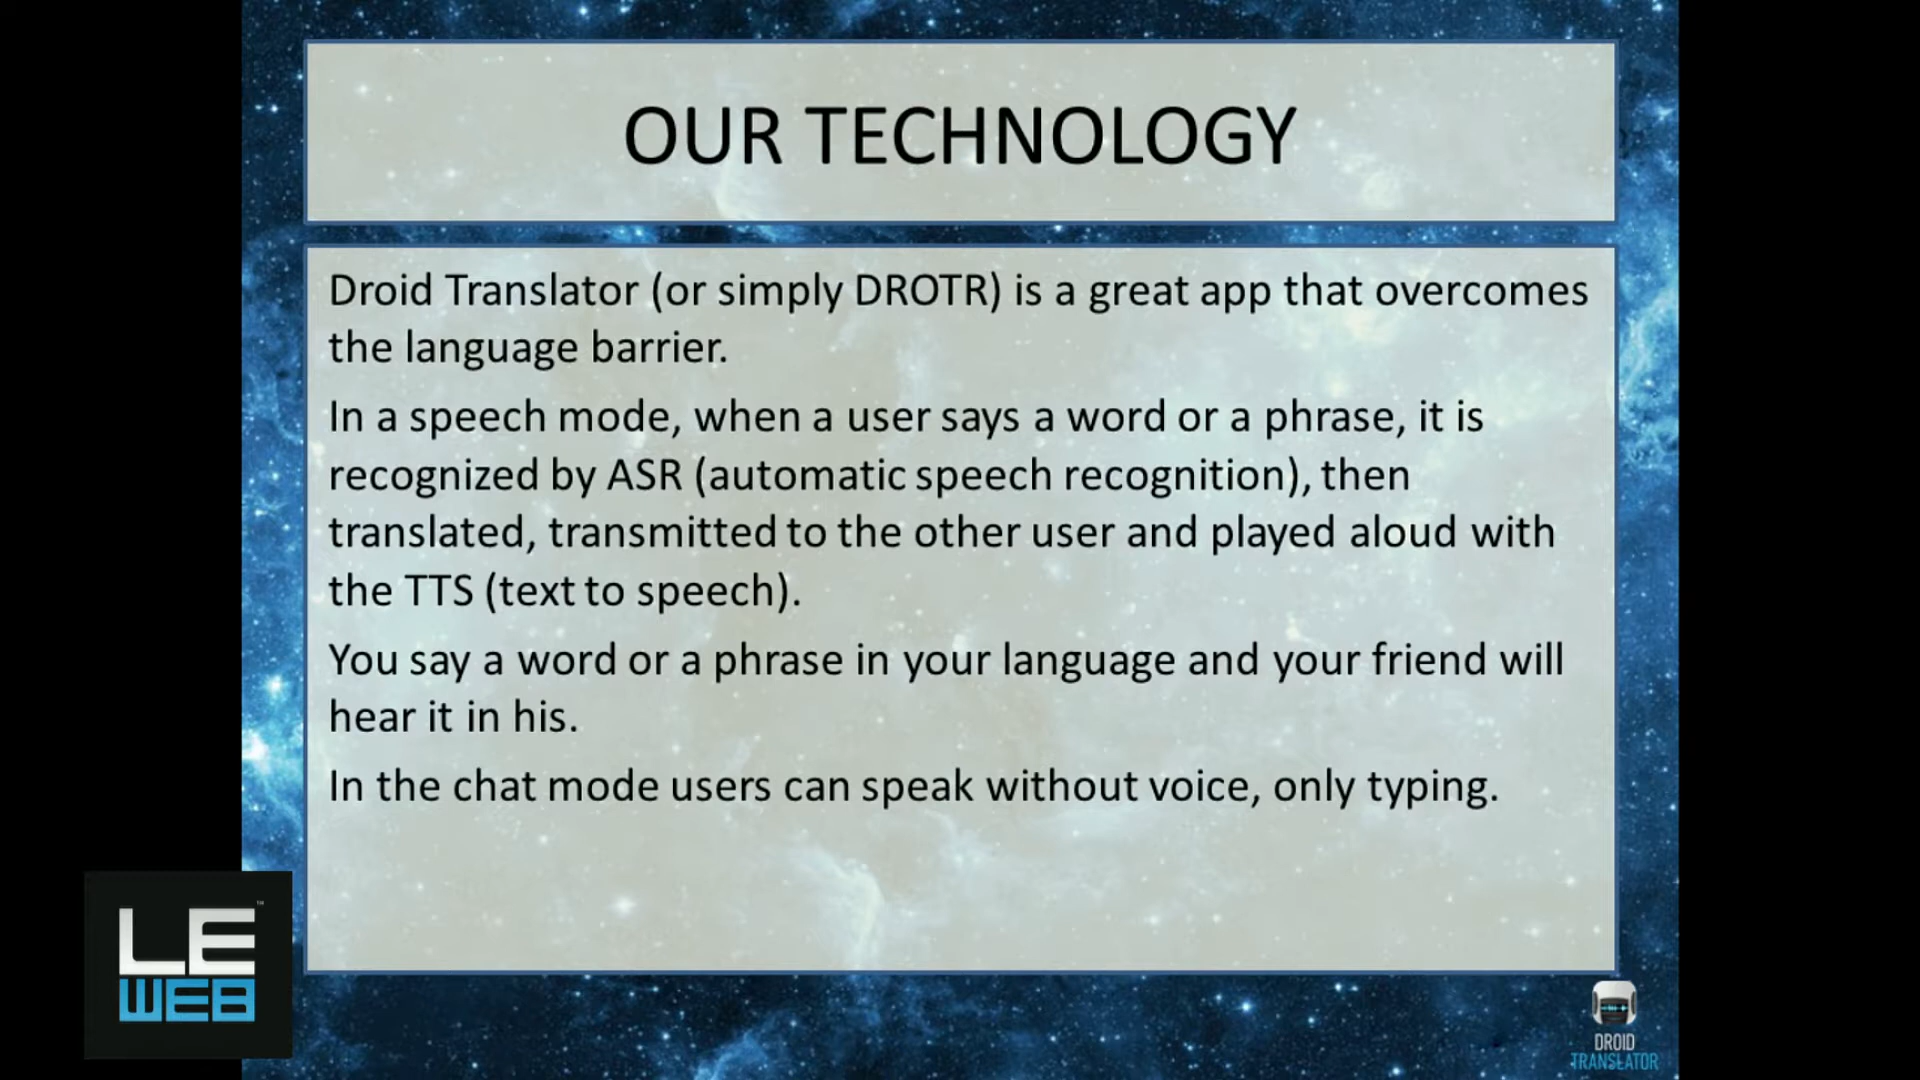 OUR TECHNOLOGY
Droid Translator (or simply DROTR) is a great app that overcomes
the language barrier.
In a speech mode, when a user says a word or a phrase, it is
recognized by ASR (automatic speech recognition), then
translated, transmitted to the other user and played aloud with
the TTS (text to speech).
You say a word or a phrase in your language and your friend will
hear it in his.
In the chat mode users can speak without voice, only typing.
LE™
WEB
DROID
TRANSLATOR